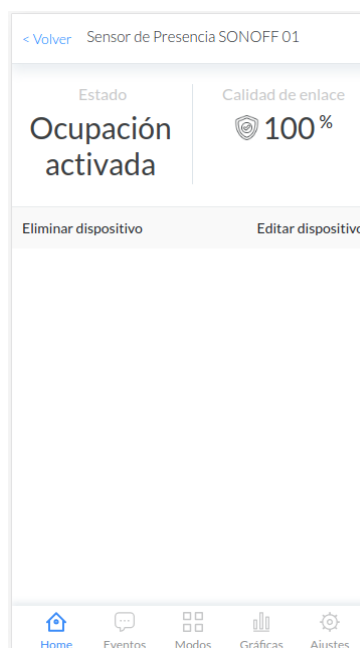 < Volver Sensor de Presencia SONOFF 01
Estado Calidad de enlace
Ocupación 100 %
activada
Eliminar dispositivo Editar dispositivo
Home Eventos Modos Gráficas Ajustes